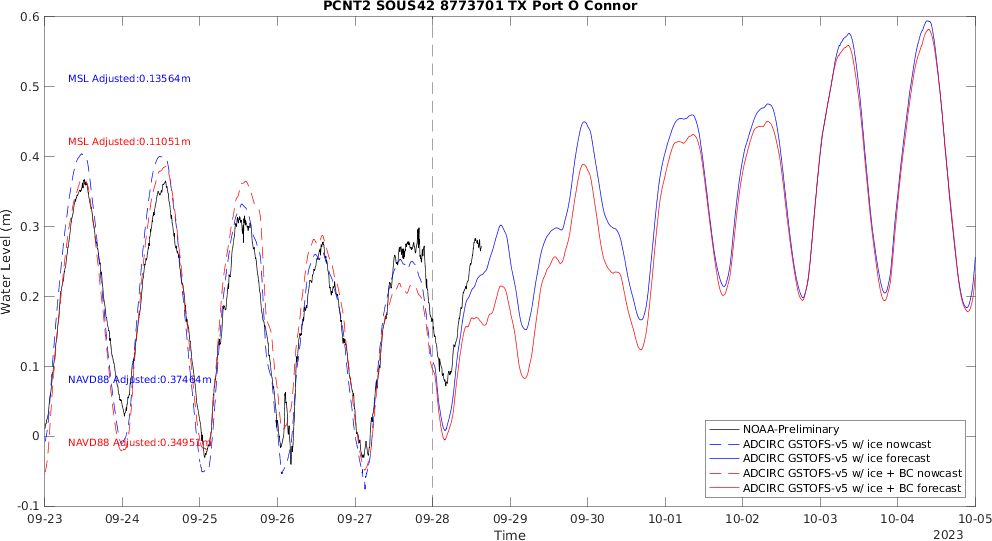 PCNT2 SOUS42 8773701 TX Port O Connor
0.6
0.5
0.4
0.3
0.2
0.1
0
-0.1
Water Level (m)
MSL Adjusted:0.13564m
MSL Adjusted:0.11051m
NAVD88 Adjusted:0.37464m
NAVD88 Adjusted:0.34951m
NOAA-Preliminary
ADCIRC GSTOFS-v5 w/ ice nowcast
ADCIRC GSTOFS-v5 w/ ice forecast
ADCIRC GSTOFS-v5 w/ ice + BC nowcast
ADCIRC GSTOFS-v5 w/ ice + BC forecast
09-23 09-24 09-25 09-26 09-27 09-28 09-29 09-30 10-01 10-02 10-03 10-04 10-05
Time
2023